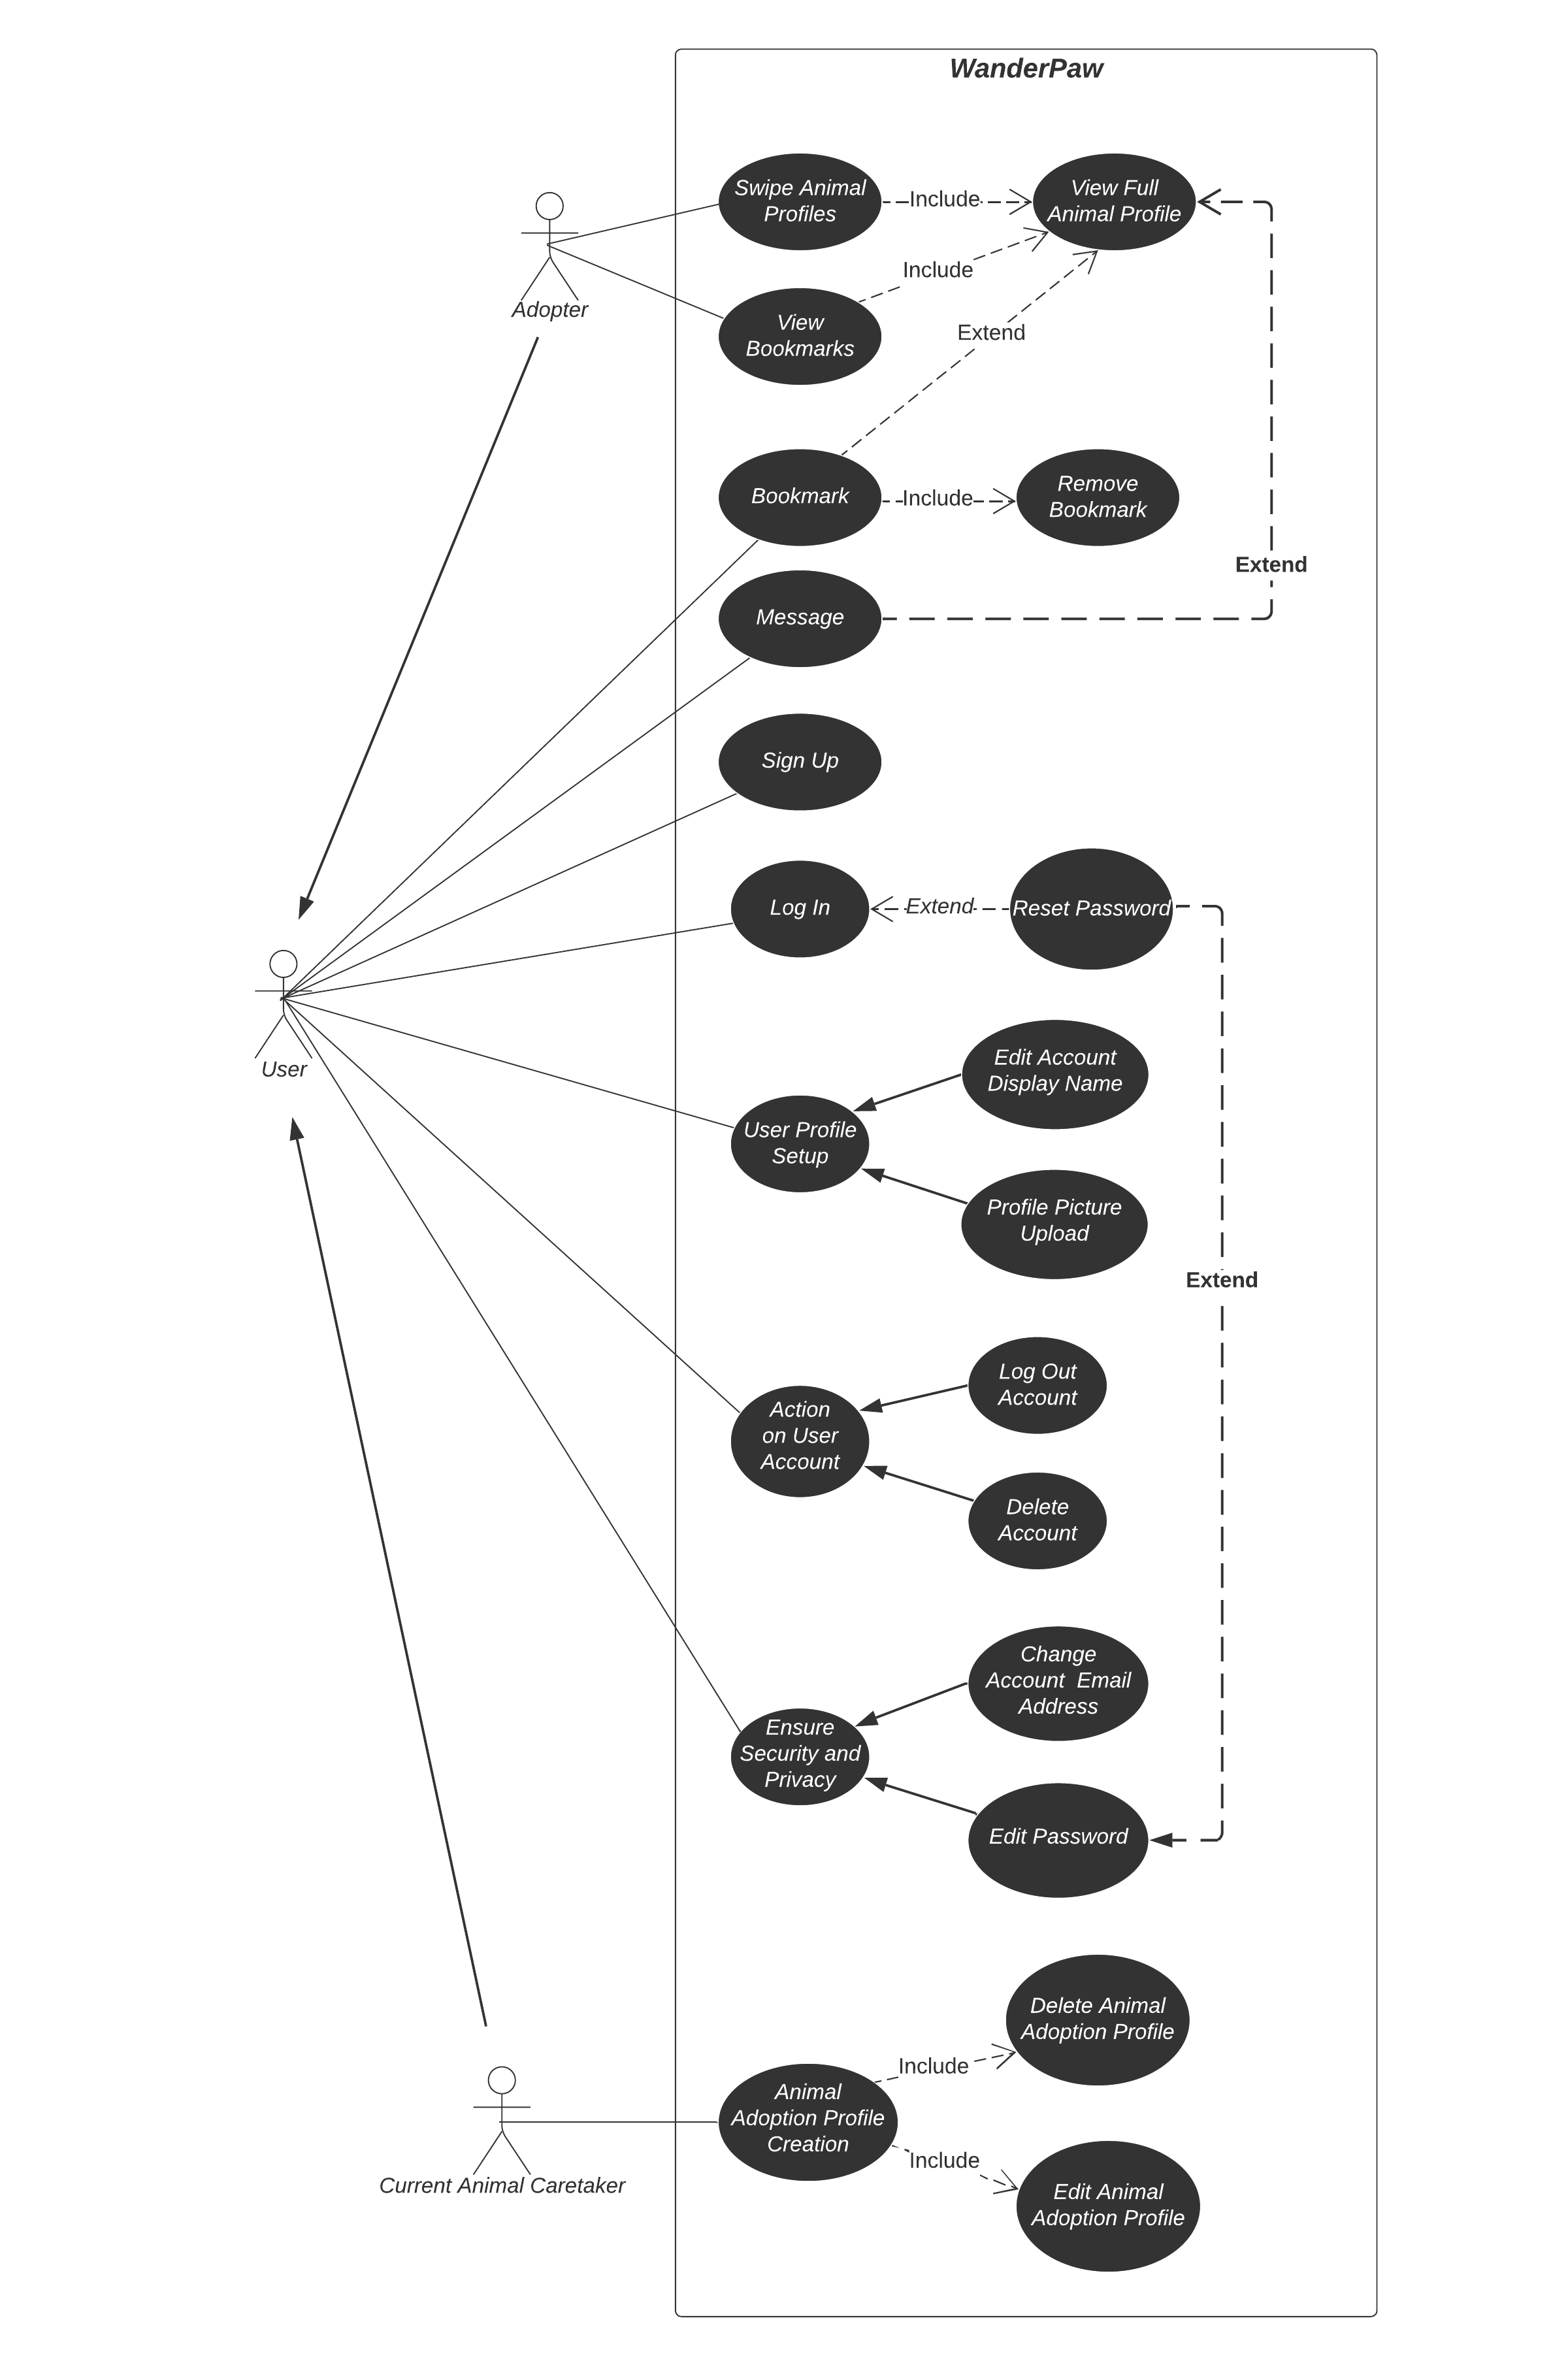 WanderPaw
Swipe Animal
Profiles
Include
View Full
Animal Profile
Adopter
Include
View
Bookmarks
Extend
Bookmark
Include
Remove
Bookmark
Extend
Message
Sign Up
Log In
Extend
Reset Password
User
Edit Account
Display Name
User Profile
Setup
Profile Picture
Upload
Extend
Log Out
Account
Action
on User
Account
Delete
Account
Change
Account  Email
Address
Ensure
Security and
Privacy
Edit Password
Delete Animal
Adoption Profile
Include
Animal
Adoption Profile
Creation
Include
Current Animal Caretaker
Edit Animal
Adoption Profile